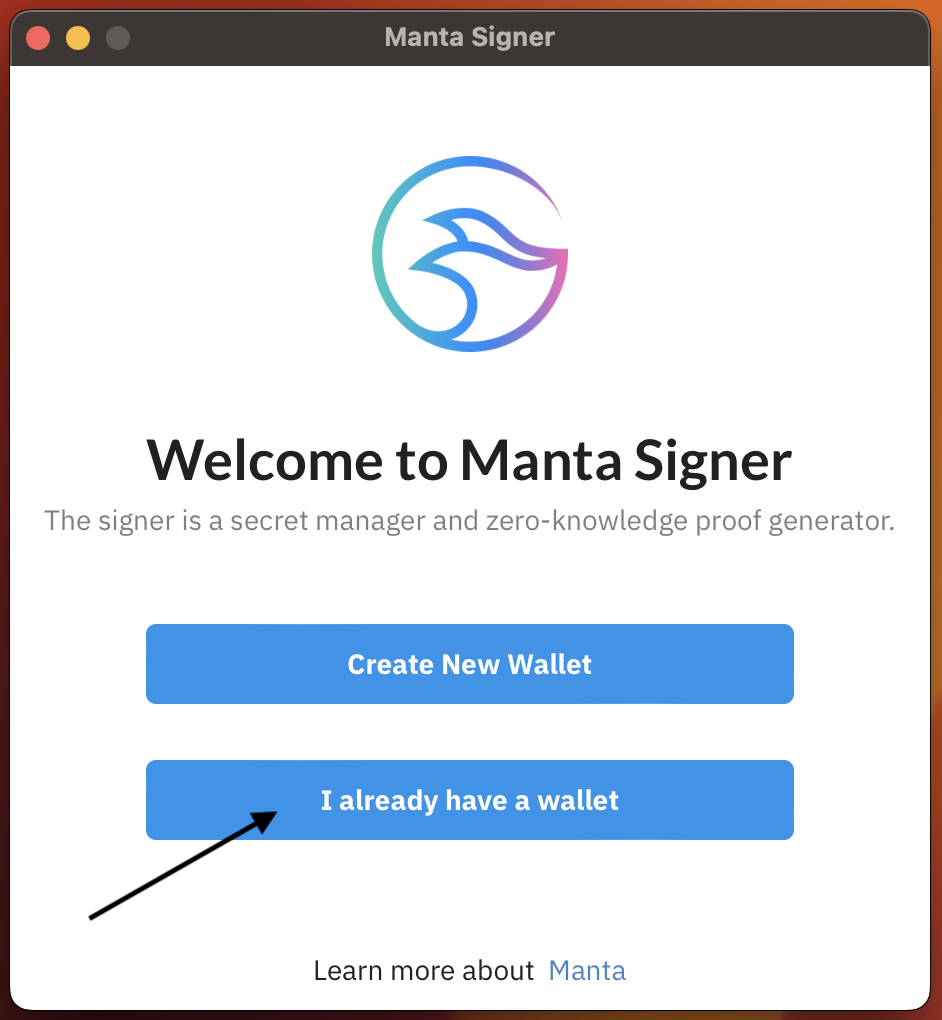 Manta Signer
Welcome to Manta Signer
The signer is a secret manager and zero-knowledge proof generator.
Create New Wallet
I already have a wallet
Learn more about Manta